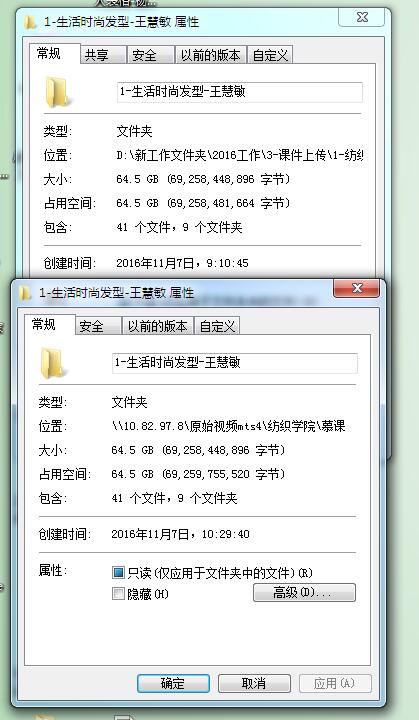 1-生活时尚发型-王慧敏 属性
常规 共享 安全 以前的版本 自定义
1-生活时尚发型-王慧敏
类型: 文件夹
位置: D:\新工作文件夹\2016工作\3-课件上传\1-纺织
大小: 64.5 GB (69,258,448,896 字节)
占用空间: 64.5 GB (69,258,481,664 字节)
包含: 41 个文件，9 个文件夹
创建时间: 2016年11月7日，9:10:45
1-生活时尚发型-王慧敏 属性
常规 安全 以前的版本 自定义
1-生活时尚发型-王慧敏
类型: 文件夹
位置: \\10.82.97.8\原始视频mts4\纺织学院\慕课
大小: 64.5 GB (69,258,448,896 字节)
占用空间: 64.5 GB (69,259,755,520 字节)
包含: 41 个文件，9 个文件夹
创建时间: 2016年11月7日，10:29:40
属性: 只读(仅应用于文件夹中的文件)(R)
隐藏(H) 高级(D)...
确定 取消 应用(A)